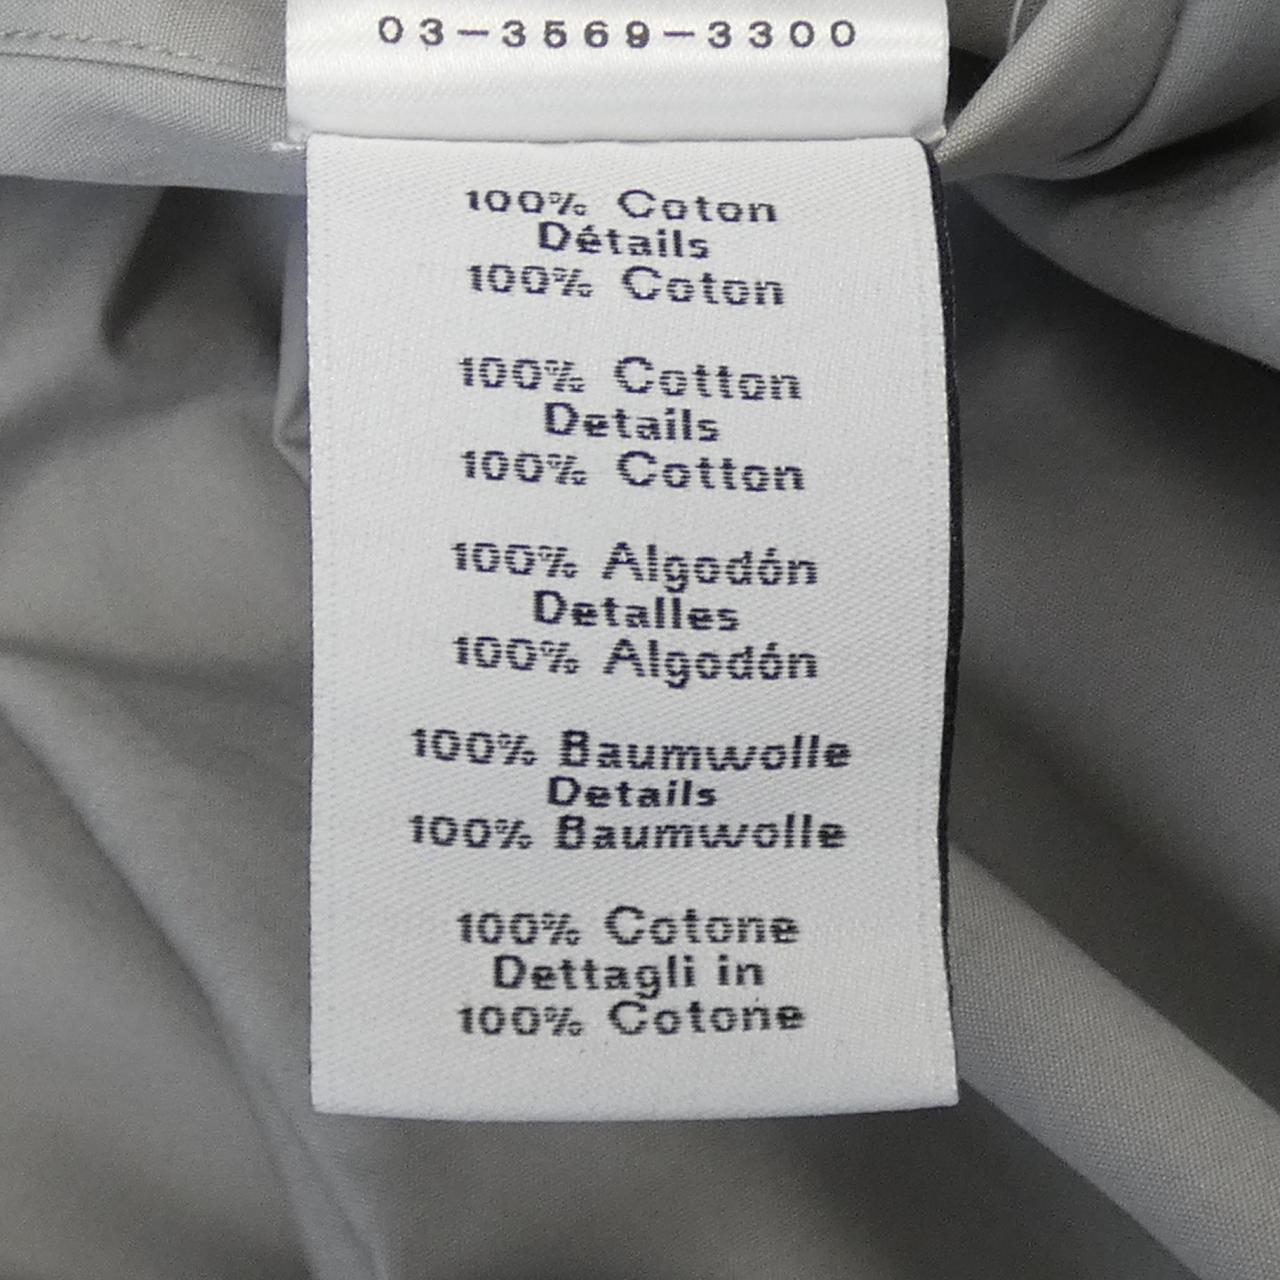 03-3569-3300
100% Coton
Détails
100% Coton
100% Cotton
Details
100% Cotton
100% Algodón
Detalles
100% Algodón
100% Baumwolle
Details
100% Baumwolle
100% Cotone
Dettagli in
100% Cotone